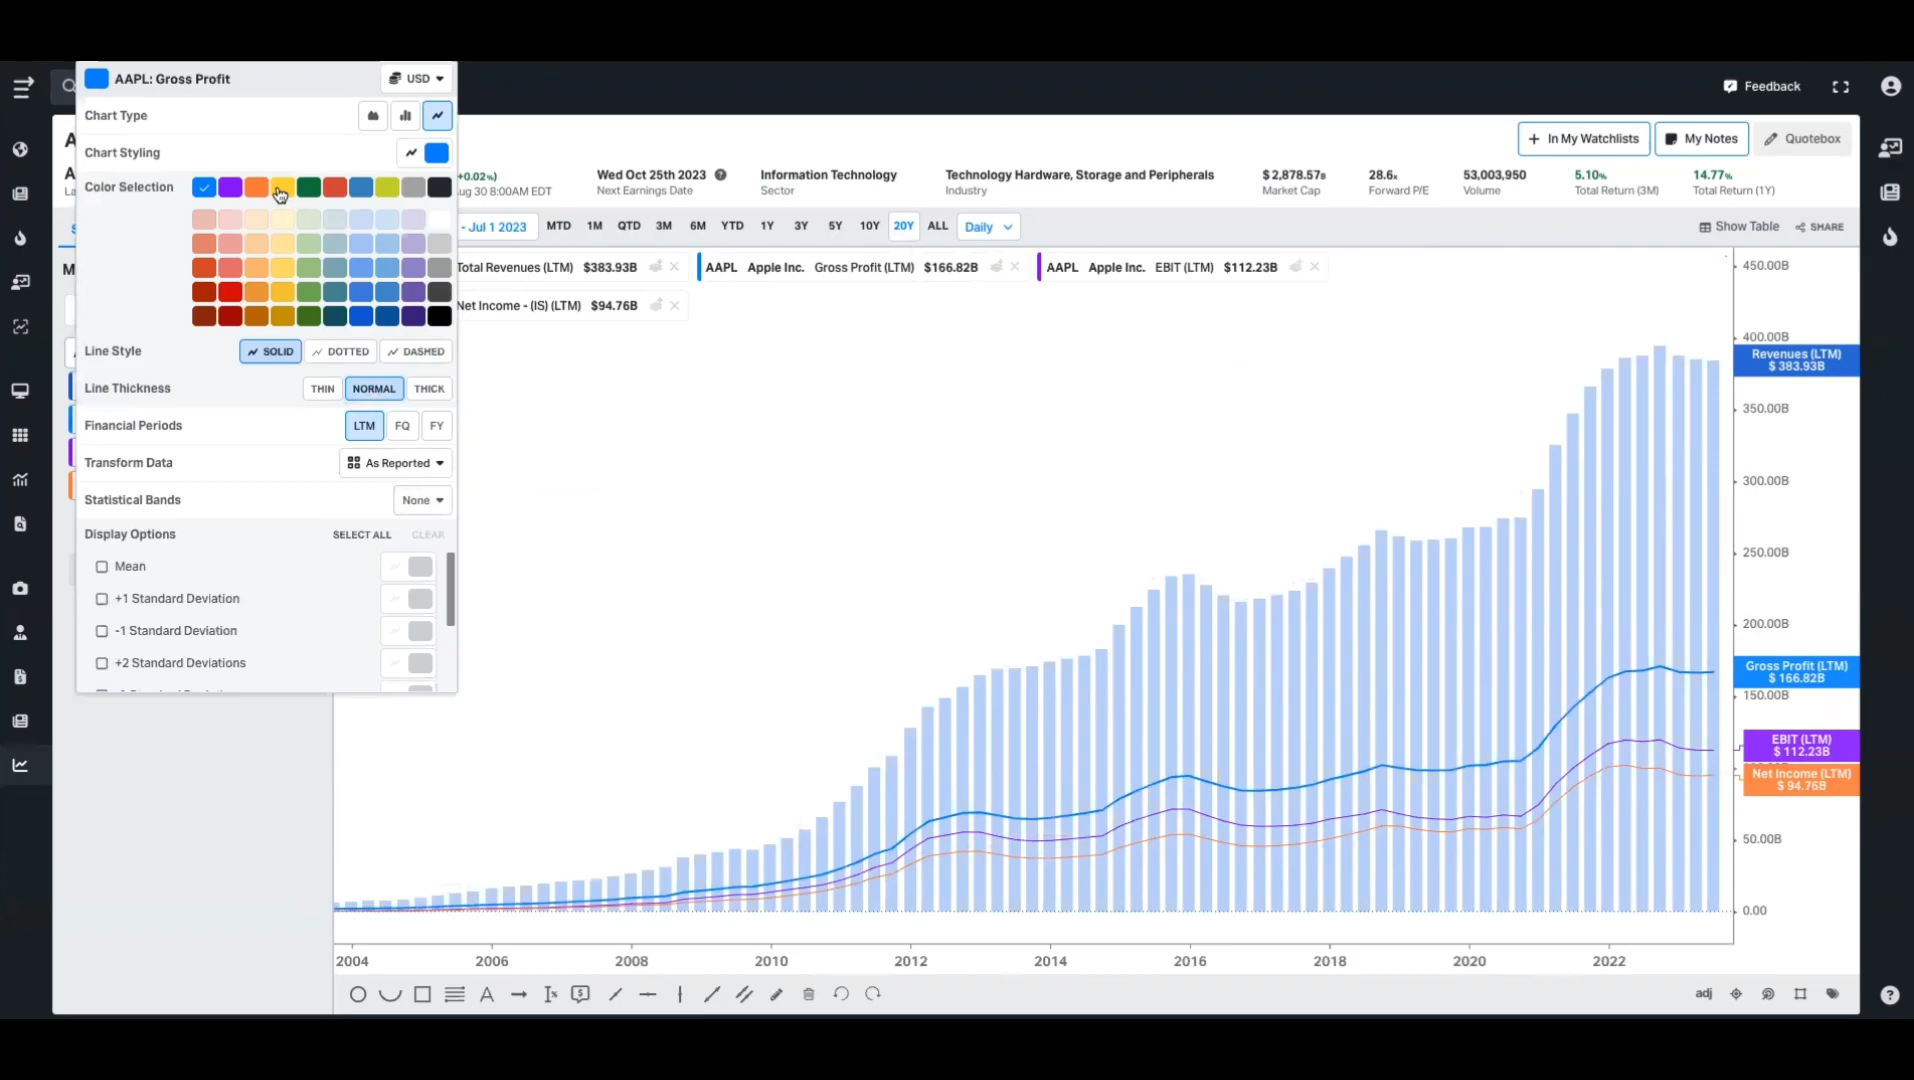 AAPL: Gross Profit
USD
Feedback
Chart Type
+ In My Watchlists
My Notes
Quotebox
Chart Styling
Color Selection
+0.02%)
ug 30 8:00AM EDT
Wed Oct 25th 2023
Next Earnings Date
Information Technology
Sector
Technology Hardware, Storage and Peripherals
Industry
$ 2,878.57B
Market Cap
28.6x
Forward P/E
53,003,950
Volume
5.10%
Total Return (3M)
14.77%
Total Return (1Y)
- Jul 1 2023
MTD
1M
QTD
3M
6M
YTD
1Y
3Y
5Y
10Y
20Y
ALL
Daily
Show Table
SHARE
Total Revenues (LTM) $383.93B
AAPL Apple Inc. Gross Profit (LTM) $166.82B
AAPL Apple Inc. EBIT (LTM) $112.23B
Net Income - (IS) (LTM) $94.76B
Line Style
SOLID
DOTTED
DASHED
Line Thickness
THIN
NORMAL
THICK
Financial Periods
LTM
FQ
FY
Transform Data
As Reported
Statistical Bands
None
Display Options
SELECT ALL
CLEAR
Mean
+1 Standard Deviation
-1 Standard Deviation
+2 Standard Deviations
450.00B
400.00B
Revenues (LTM)
$ 383.93B
350.00B
300.00B
250.00B
200.00B
Gross Profit (LTM)
$ 166.82B
150.00B
EBIT (LTM)
$ 112.23B
Net Income (LTM)
$ 94.76B
50.00B
0.00
2004
2006
2008
2010
2012
2014
2016
2018
2020
2022
adj